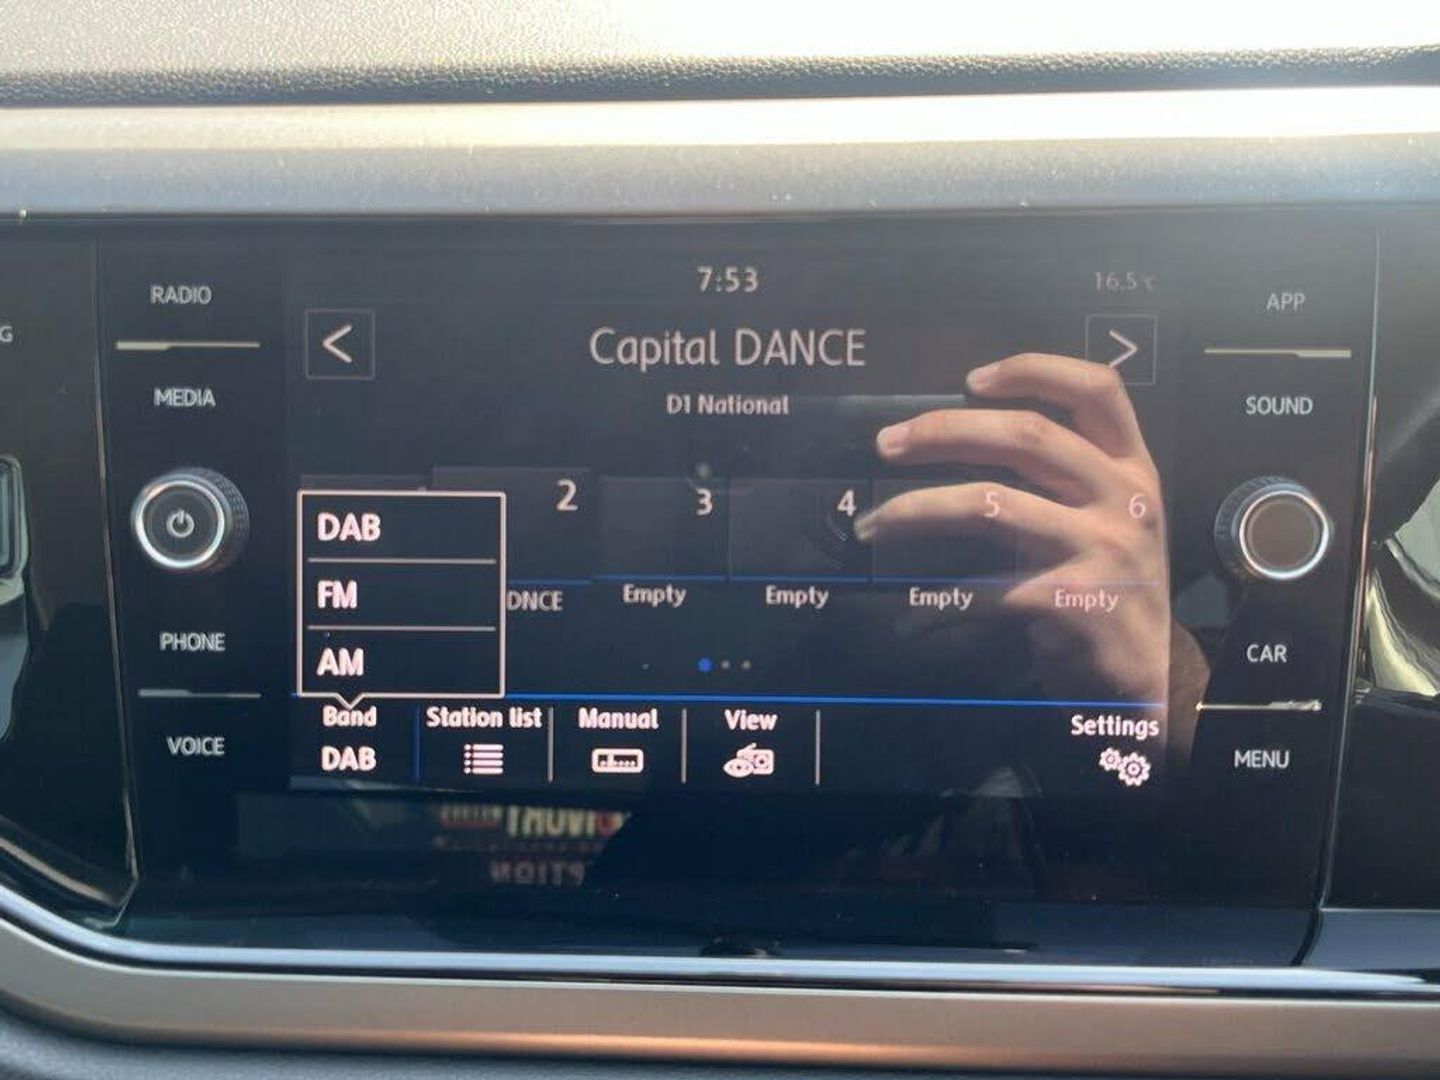 7:53
16.5°C
RADIO
APP
G
<
Capital DANCE
>
MEDIA
D1 National
SOUND
2
3
4
5
6
DAB
FM
AM
DNCE
Empty
Empty
Empty
Empty
PHONE
CAR
Band
Station list
Manual
View
Settings
DAB
VOICE
MENU